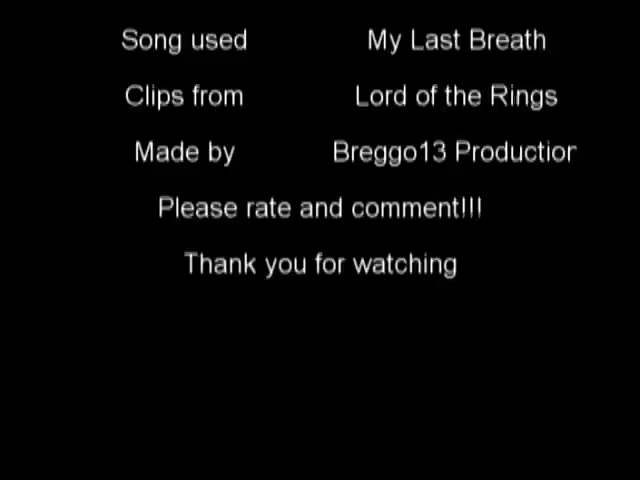 Song used My Last Breath
Clips from Lord of the Rings
Made by Breggo13 Production
Please rate and comment!!!
Thank you for watching